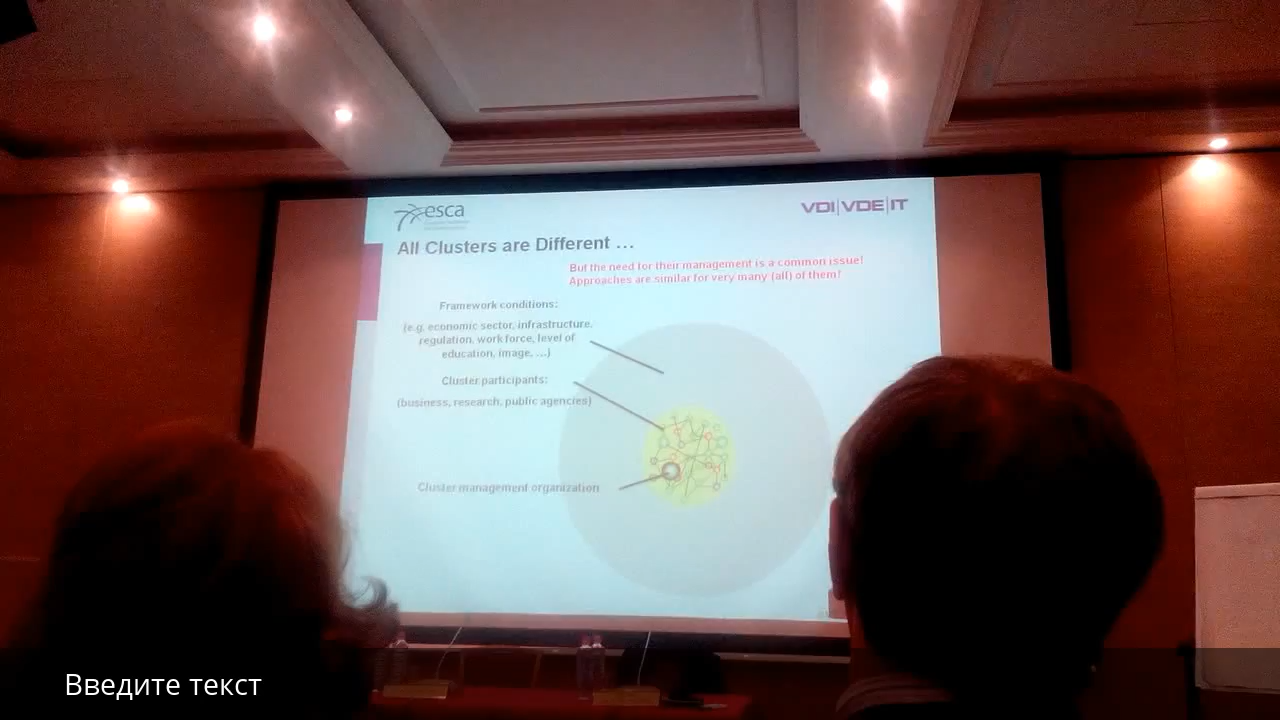 esca
VDI|VDE|IT
All Clusters are Different …
But the need for their management is a common issue!
Approaches are similar for very many (all) of them!
Framework conditions:
(e.g. economic sector, infrastructure,
regulation, work force, level of
education, image, …)
Cluster participants:
(business, research, public agencies)
Cluster management organization
Введите текст